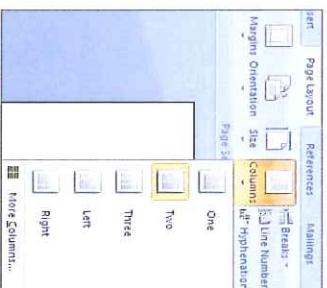 sert Page Layout References Mailings
Margins Orientation Size Columns
Breaks
Line Number
Hyphenation
Page Se
One
Two
Three
Left
Right
More Columns...